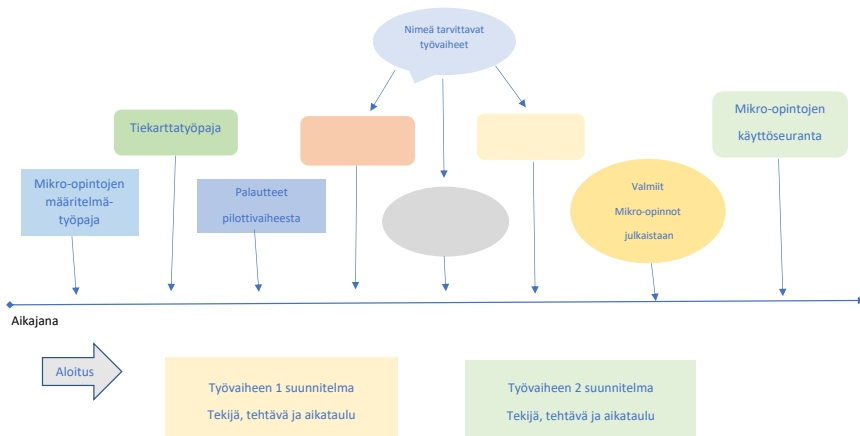 Nimeä tarvittavat
työvaiheet
Tiekarttatyöpaja
Mikro-opintojen
käyttöseuranta
Mikro-opintojen
määritelmä-
työpaja
Palautteet
pilottivaiheesta
Valmiit
Mikro-opinnot
julkaistaan
Aikajana
Aloitus
Työvaiheen 1 suunnitelma
Tekijä, tehtävä ja aikataulu
Työvaiheen 2 suunnitelma
Tekijä, tehtävä ja aikataulu